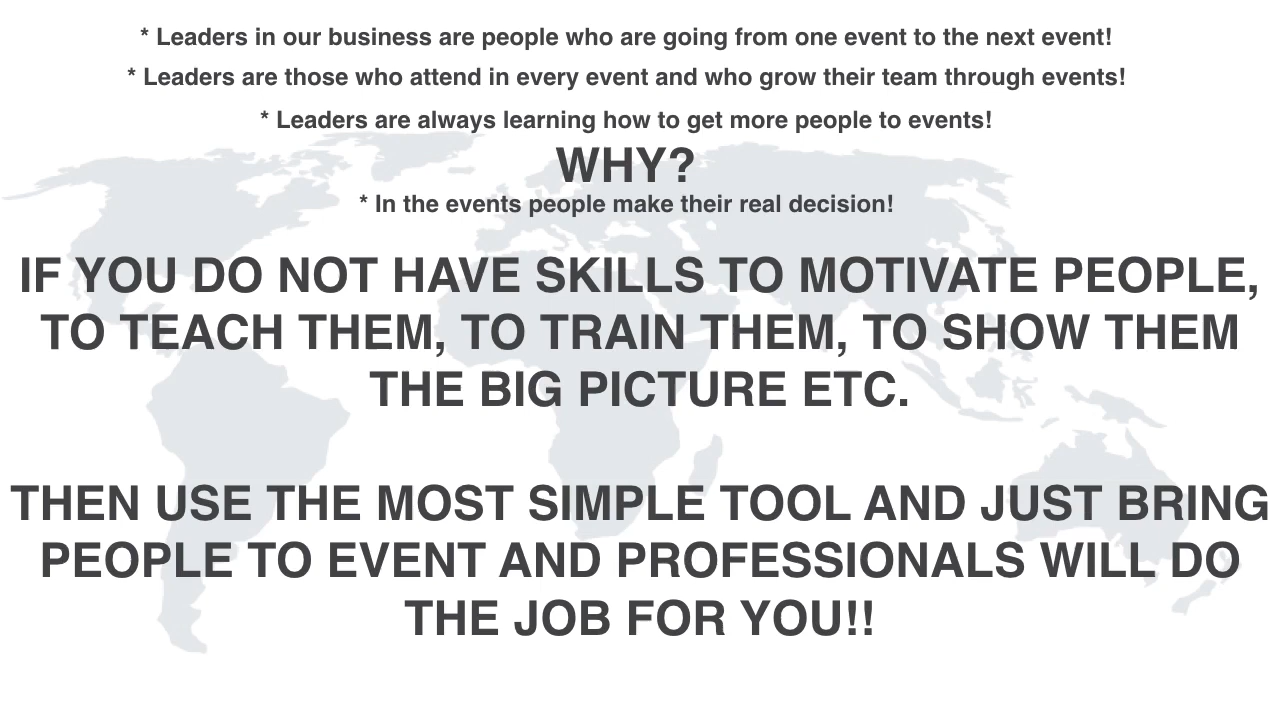 * Leaders in our business are people who are going from one event to the next event!
* Leaders are those who attend in every event and who grow their team through events!
* Leaders are always learning how to get more people to events!
WHY?
* In the events people make their real decision!
IF YOU DO NOT HAVE SKILLS TO MOTIVATE PEOPLE,
TO TEACH THEM, TO TRAIN THEM, TO SHOW THEM
THE BIG PICTURE ETC.
THEN USE THE MOST SIMPLE TOOL AND JUST BRING
PEOPLE TO EVENT AND PROFESSIONALS WILL DO
THE JOB FOR YOU!!